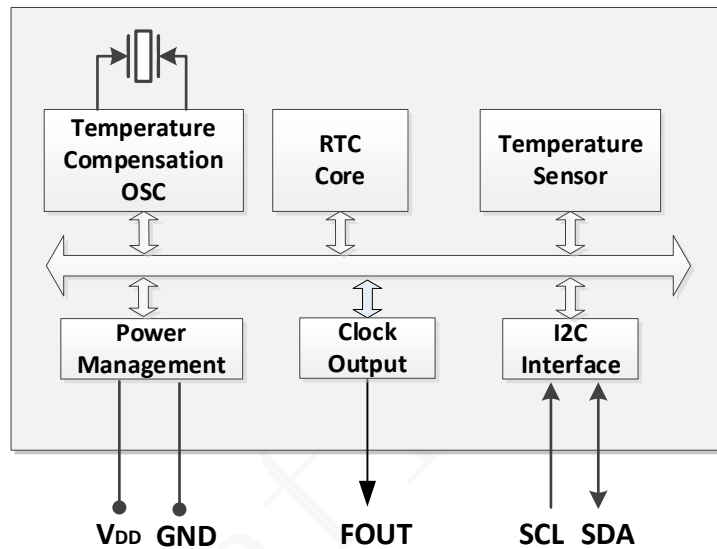 Temperature
Compensation
OSC
RTC
Core
Temperature
Sensor
Power
Management
Clock
Output
I2C
Interface
VDD GND FOUT SCL SDA